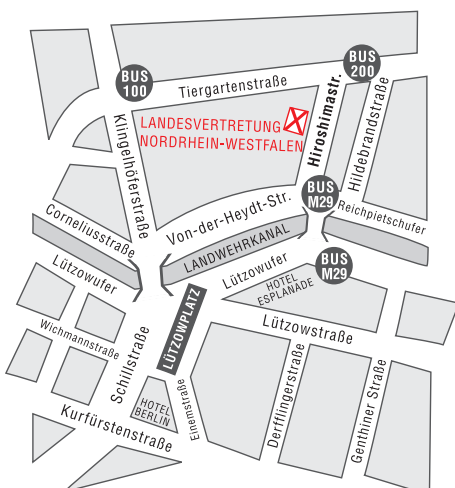 BUS
200
BUS
100
Tiergartenstraße
Hiroshimastr.
Hildebrandstraße
LANDESVERTRETUNG
NORDRHEIN-WESTFALEN
Klingelhöferstraße
BUS
M29
Reichpietschufer
Corneliusstraße
Von-der-Heydt-Str.
LANDWEHRKANAL
Lützowufer
Lützowufer
BUS
M29
HOTEL
ESPLANADE
LÜTZOWPLATZ
Lützowstraße
Wichmannstraße
Schillstraße
HOTEL
BERLIN
Einemstraße
Derfflingerstraße
Genthiner Straße
Kurfürstenstraße